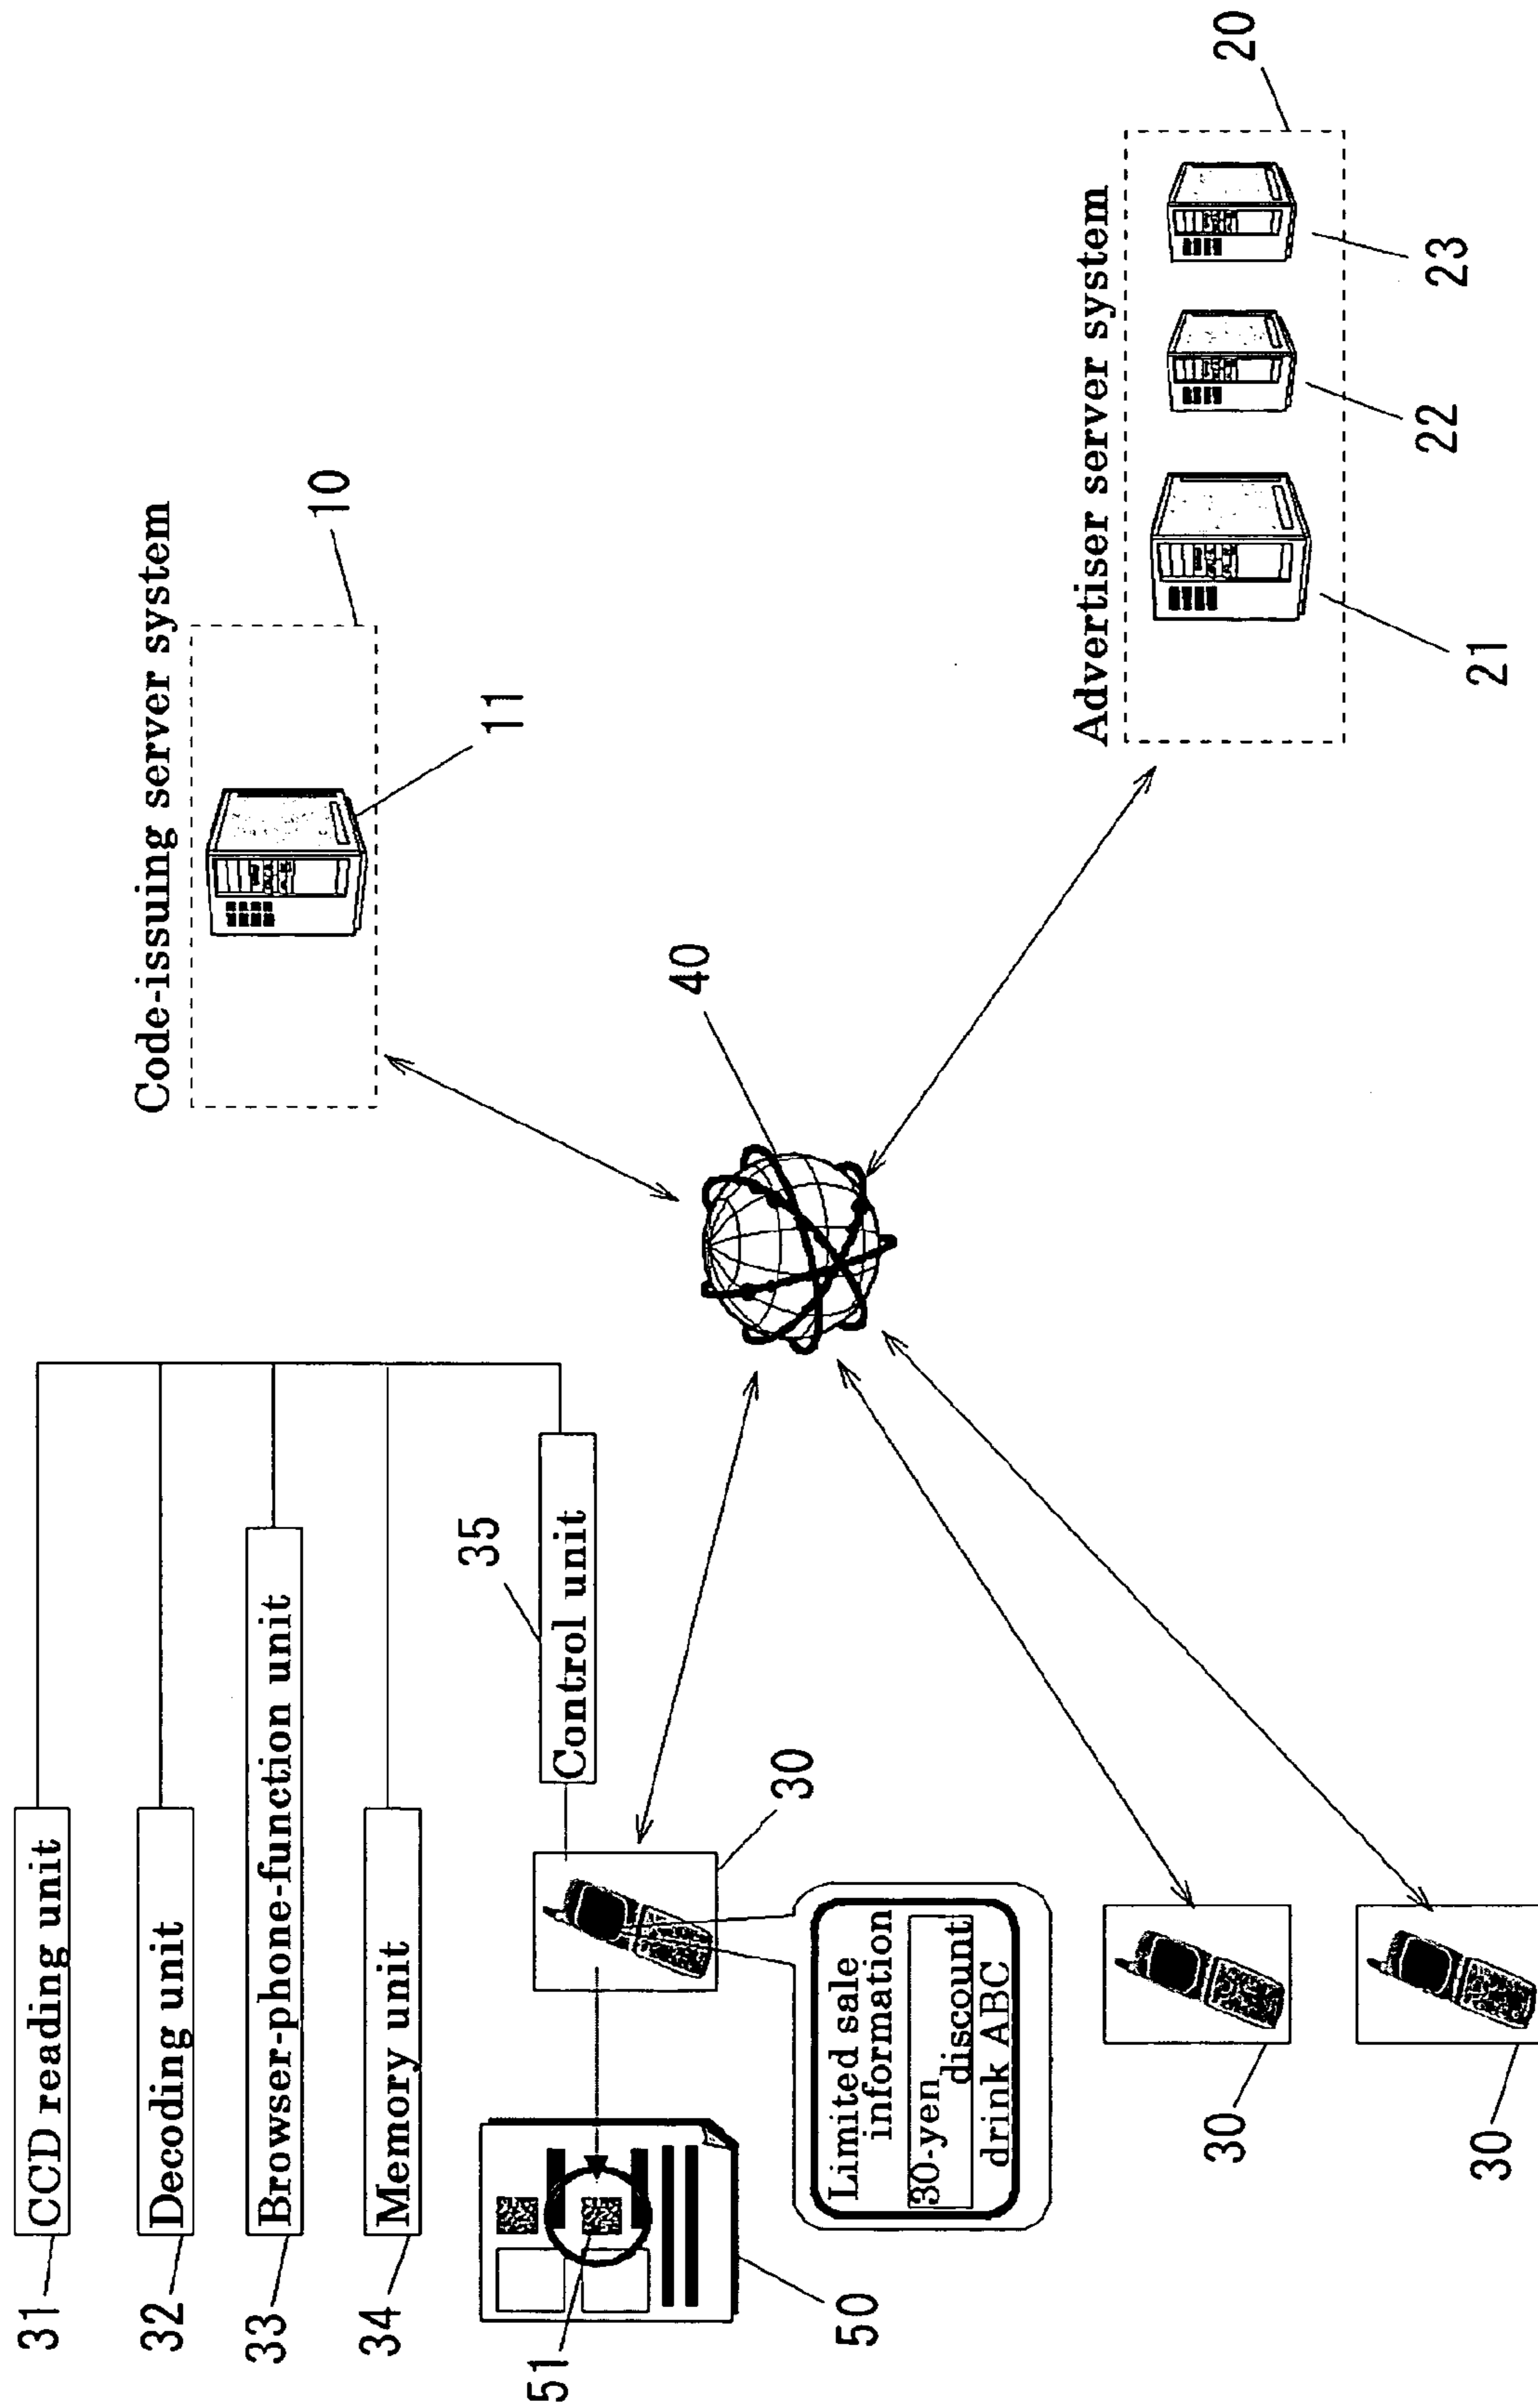 31
CCD reading unit
32
Decoding unit
33
Browser-phone-function unit
34
Memory unit
35
Control unit
Code-issuing server system
10
11
51
50
30
Limited sale
information
30-yen
discount
drink ABC
40
30
30
Advertiser server system
20
21
22
23